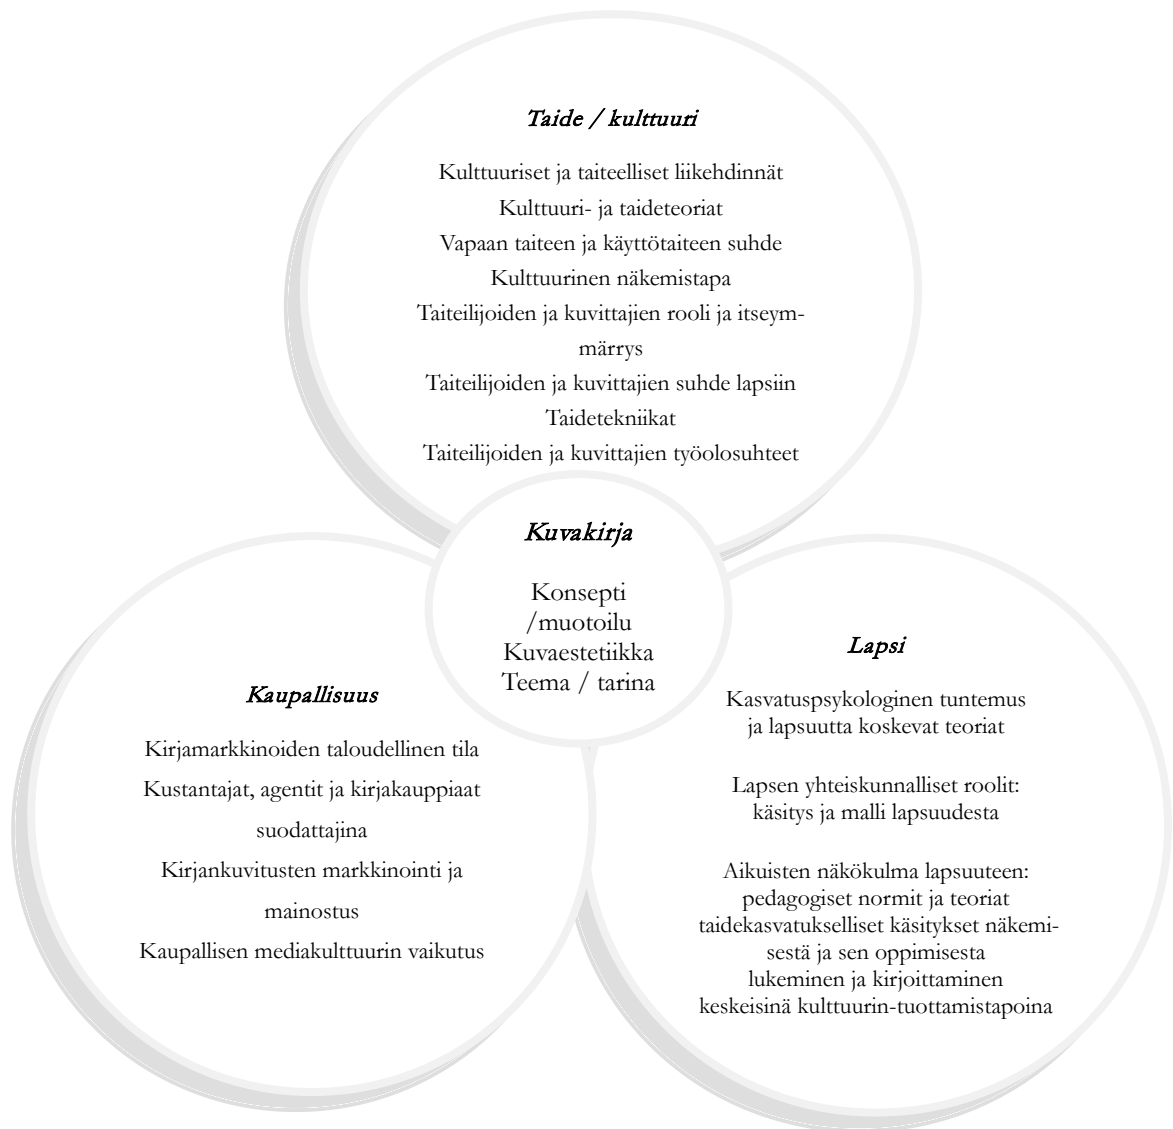 Taide / kulttuuri
Kulttuuriset ja taiteelliset liikehdinnät
Kulttuuri- ja taideteoriat
Vapaan taiteen ja käyttötaiteen suhde
Kulttuurinen näkemistapa
Taiteilijoiden ja kuvittajien rooli ja itseym-
märrys
Taiteilijoiden ja kuvittajien suhde lapsiin
Taidetekniikat
Taiteilijoiden ja kuvittajien työolosuhteet
Kuvakirja
Konsepti
/muotoilu
Kuvaestetiikka
Teema / tarina
Kaupallisuus
Kirjamarkkinoiden taloudellinen tila
Kustantajat, agentit ja kirjakauppiaat
suodattajina
Kirjankuvitusten markkinointi ja
mainostus
Kaupallisen mediakulttuurin vaikutus
Lapsi
Kasvatuspsykologinen tuntemus
ja lapsuutta koskevat teoriat
Lapsen yhteiskunnalliset roolit:
käsitys ja malli lapsuudesta
Aikuisten näkökulma lapsuuteen:
pedagogiset normit ja teoriat
taidekasvatukselliset käsitykset näkemi-
sestä ja sen oppimisesta
lukeminen ja kirjoittaminen
keskeisinä kulttuurin-tuottamistapoina